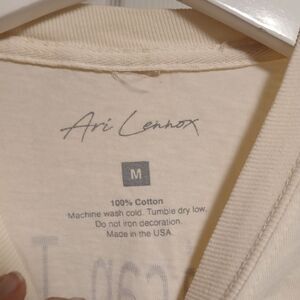 Ari Lennox
M
100% Cotton
Machine wash cold. Tumble dry low.
Do not iron decoration.
Made in the USA